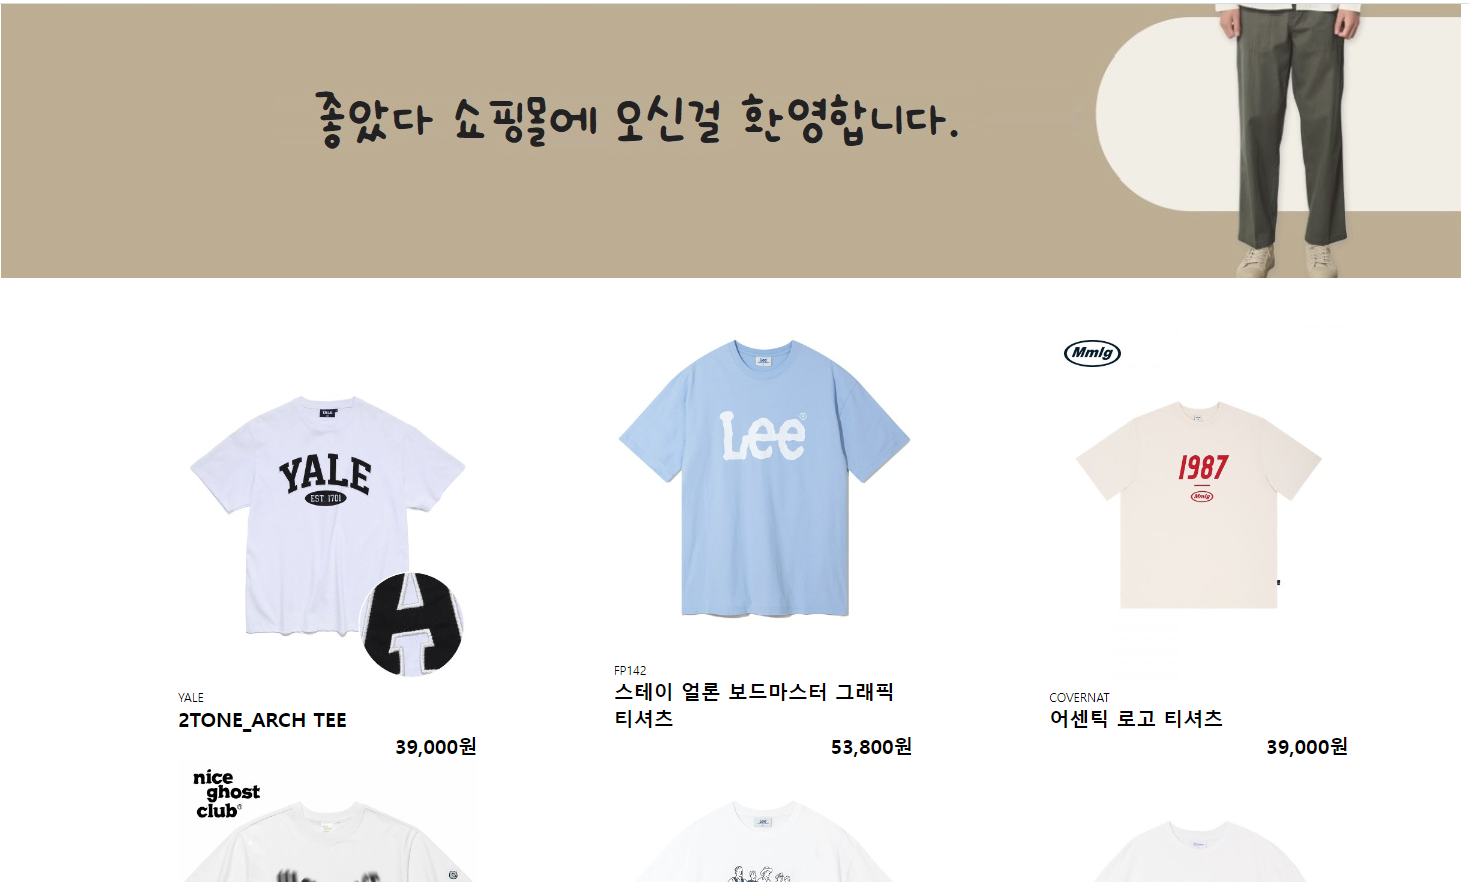 좋았다 쇼핑몰에 오신걸 환영합니다.
YALE
YALE
EST. 1701
YALE
2TONE_ARCH TEE
39,000원
Lee
Lee
®
FP142
스테이 얼론 보드마스터 그래픽
티셔츠
53,800원
Mmlg
1987
Mmlg
COVERNAT
어센틱 로고 티셔츠
39,000원
nice
ghost
club®
Lee